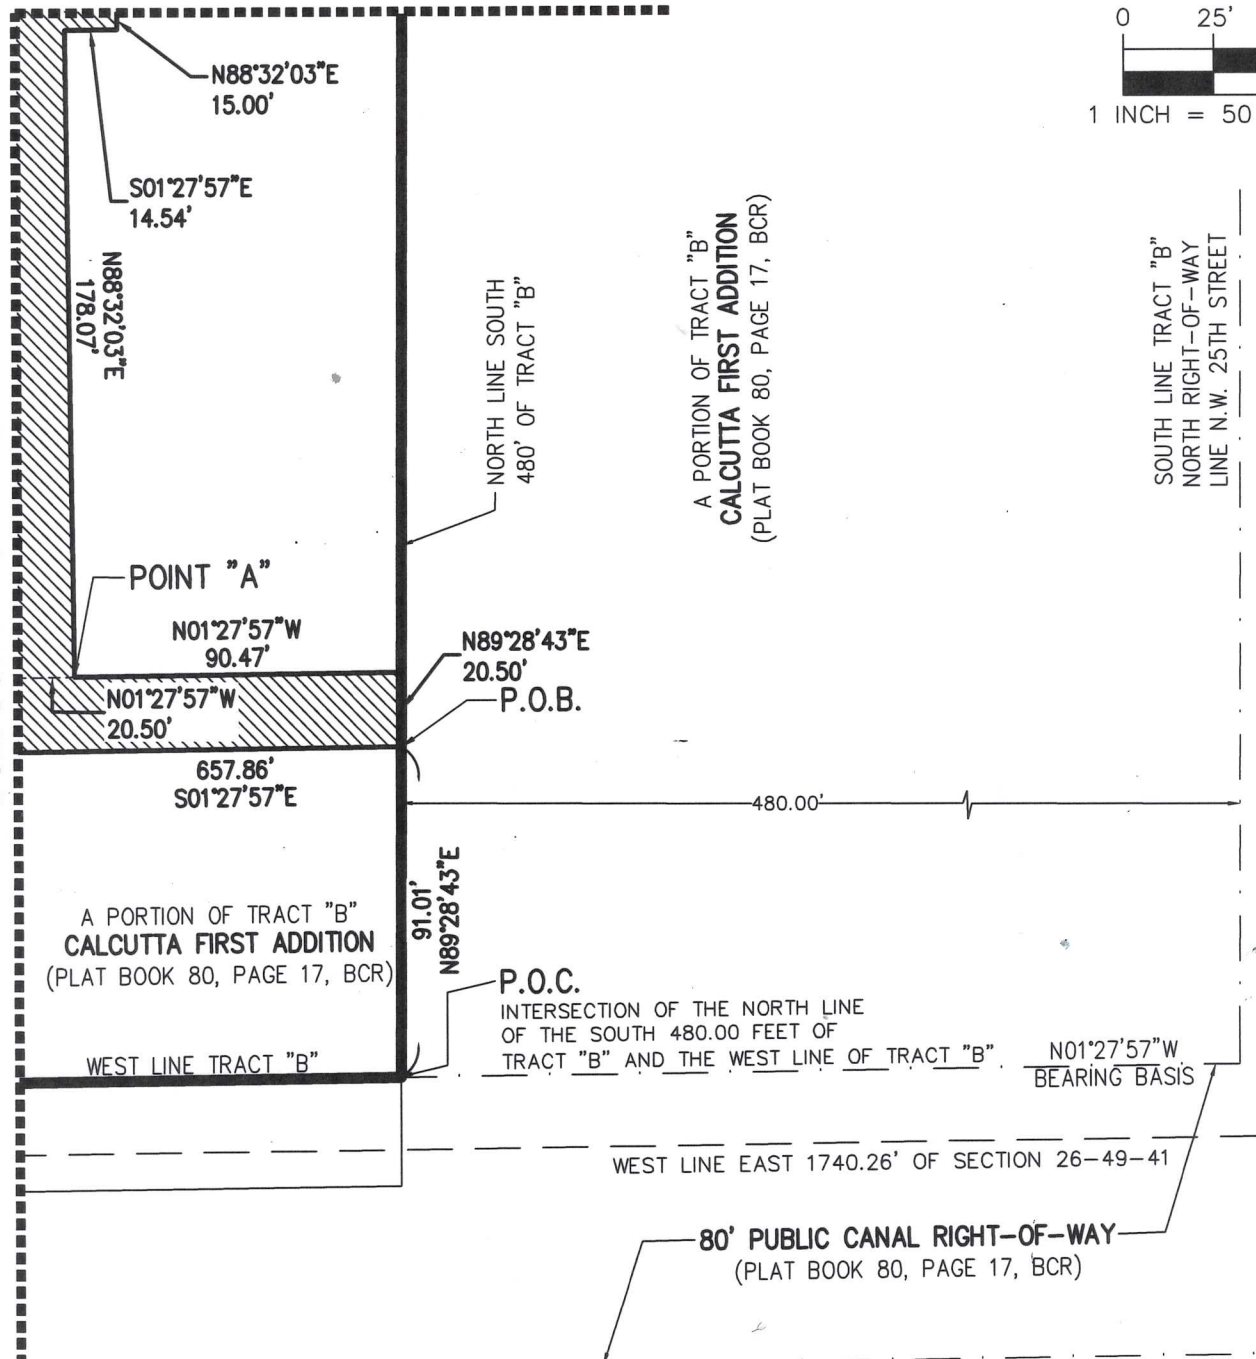 0 25'
1 INCH = 50
N88°32'03"E
15.00'
S01°27'57"E
14.54'
N88°32'03"E
178.07'
NORTH LINE SOUTH
480' OF TRACT "B"
A PORTION OF TRACT "B"
CALCUTTA FIRST ADDITION
(PLAT BOOK 80, PAGE 17, BCR)
SOUTH LINE TRACT "B"
NORTH RIGHT-OF-WAY
LINE N.W. 25TH STREET
POINT "A"
N01°27'57"W
90.47'
N89°28'43"E
20.50'
P.O.B.
N01°27'57"W
20.50'
657.86'
S01°27'57"E
480.00'
91.01'
N89°28'43"E
A PORTION OF TRACT "B"
CALCUTTA FIRST ADDITION
(PLAT BOOK 80, PAGE 17, BCR)
P.O.C.
INTERSECTION OF THE NORTH LINE
OF THE SOUTH 480.00 FEET OF
TRACT "B" AND THE WEST LINE OF TRACT "B"
WEST LINE TRACT "B"
N01°27'57"W
BEARING BASIS
WEST LINE EAST 1740.26' OF SECTION 26-49-41
80' PUBLIC CANAL RIGHT-OF-WAY
(PLAT BOOK 80, PAGE 17, BCR)